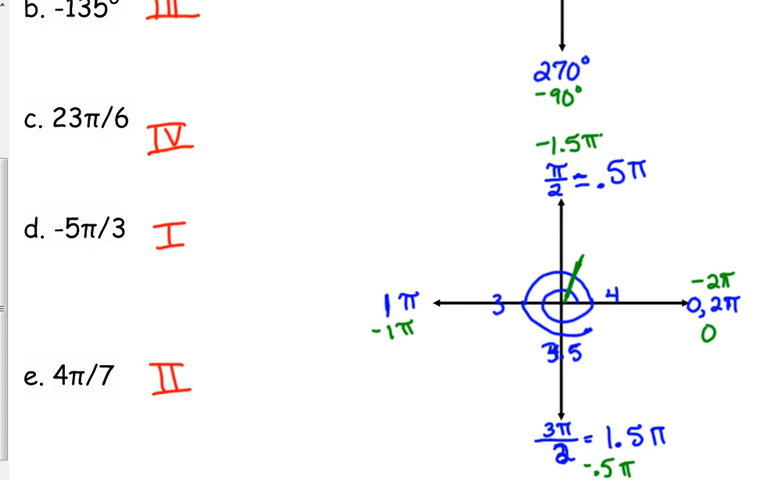 b. -135° III
c. 23π/6 IV
d. -5π/3 I
e. 4π/7 II
270°
-90°
-1.5π
π/2 = .5π
3
4
1π
-1π
-2π
0,2π
0
3.5
3π/2 = 1.5π
-.5π